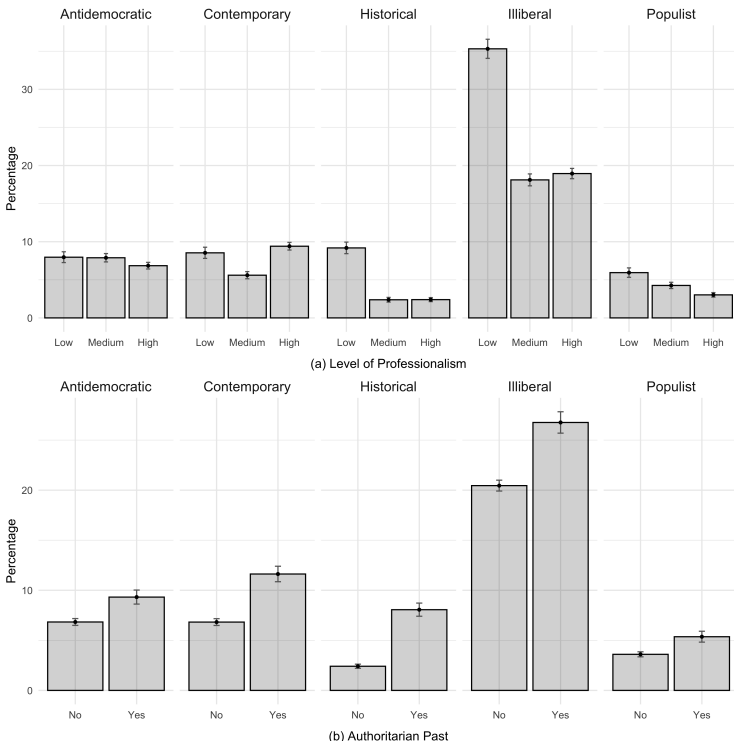 Antidemocratic Contemporary Historical Illiberal Populist
Percentage
30
20
10
0
Low Medium High Low Medium High Low Medium High Low Medium High Low Medium High
(a) Level of Professionalism
Antidemocratic Contemporary Historical Illiberal Populist
Percentage
20
10
0
No Yes No Yes No Yes No Yes No Yes
(b) Authoritarian Past